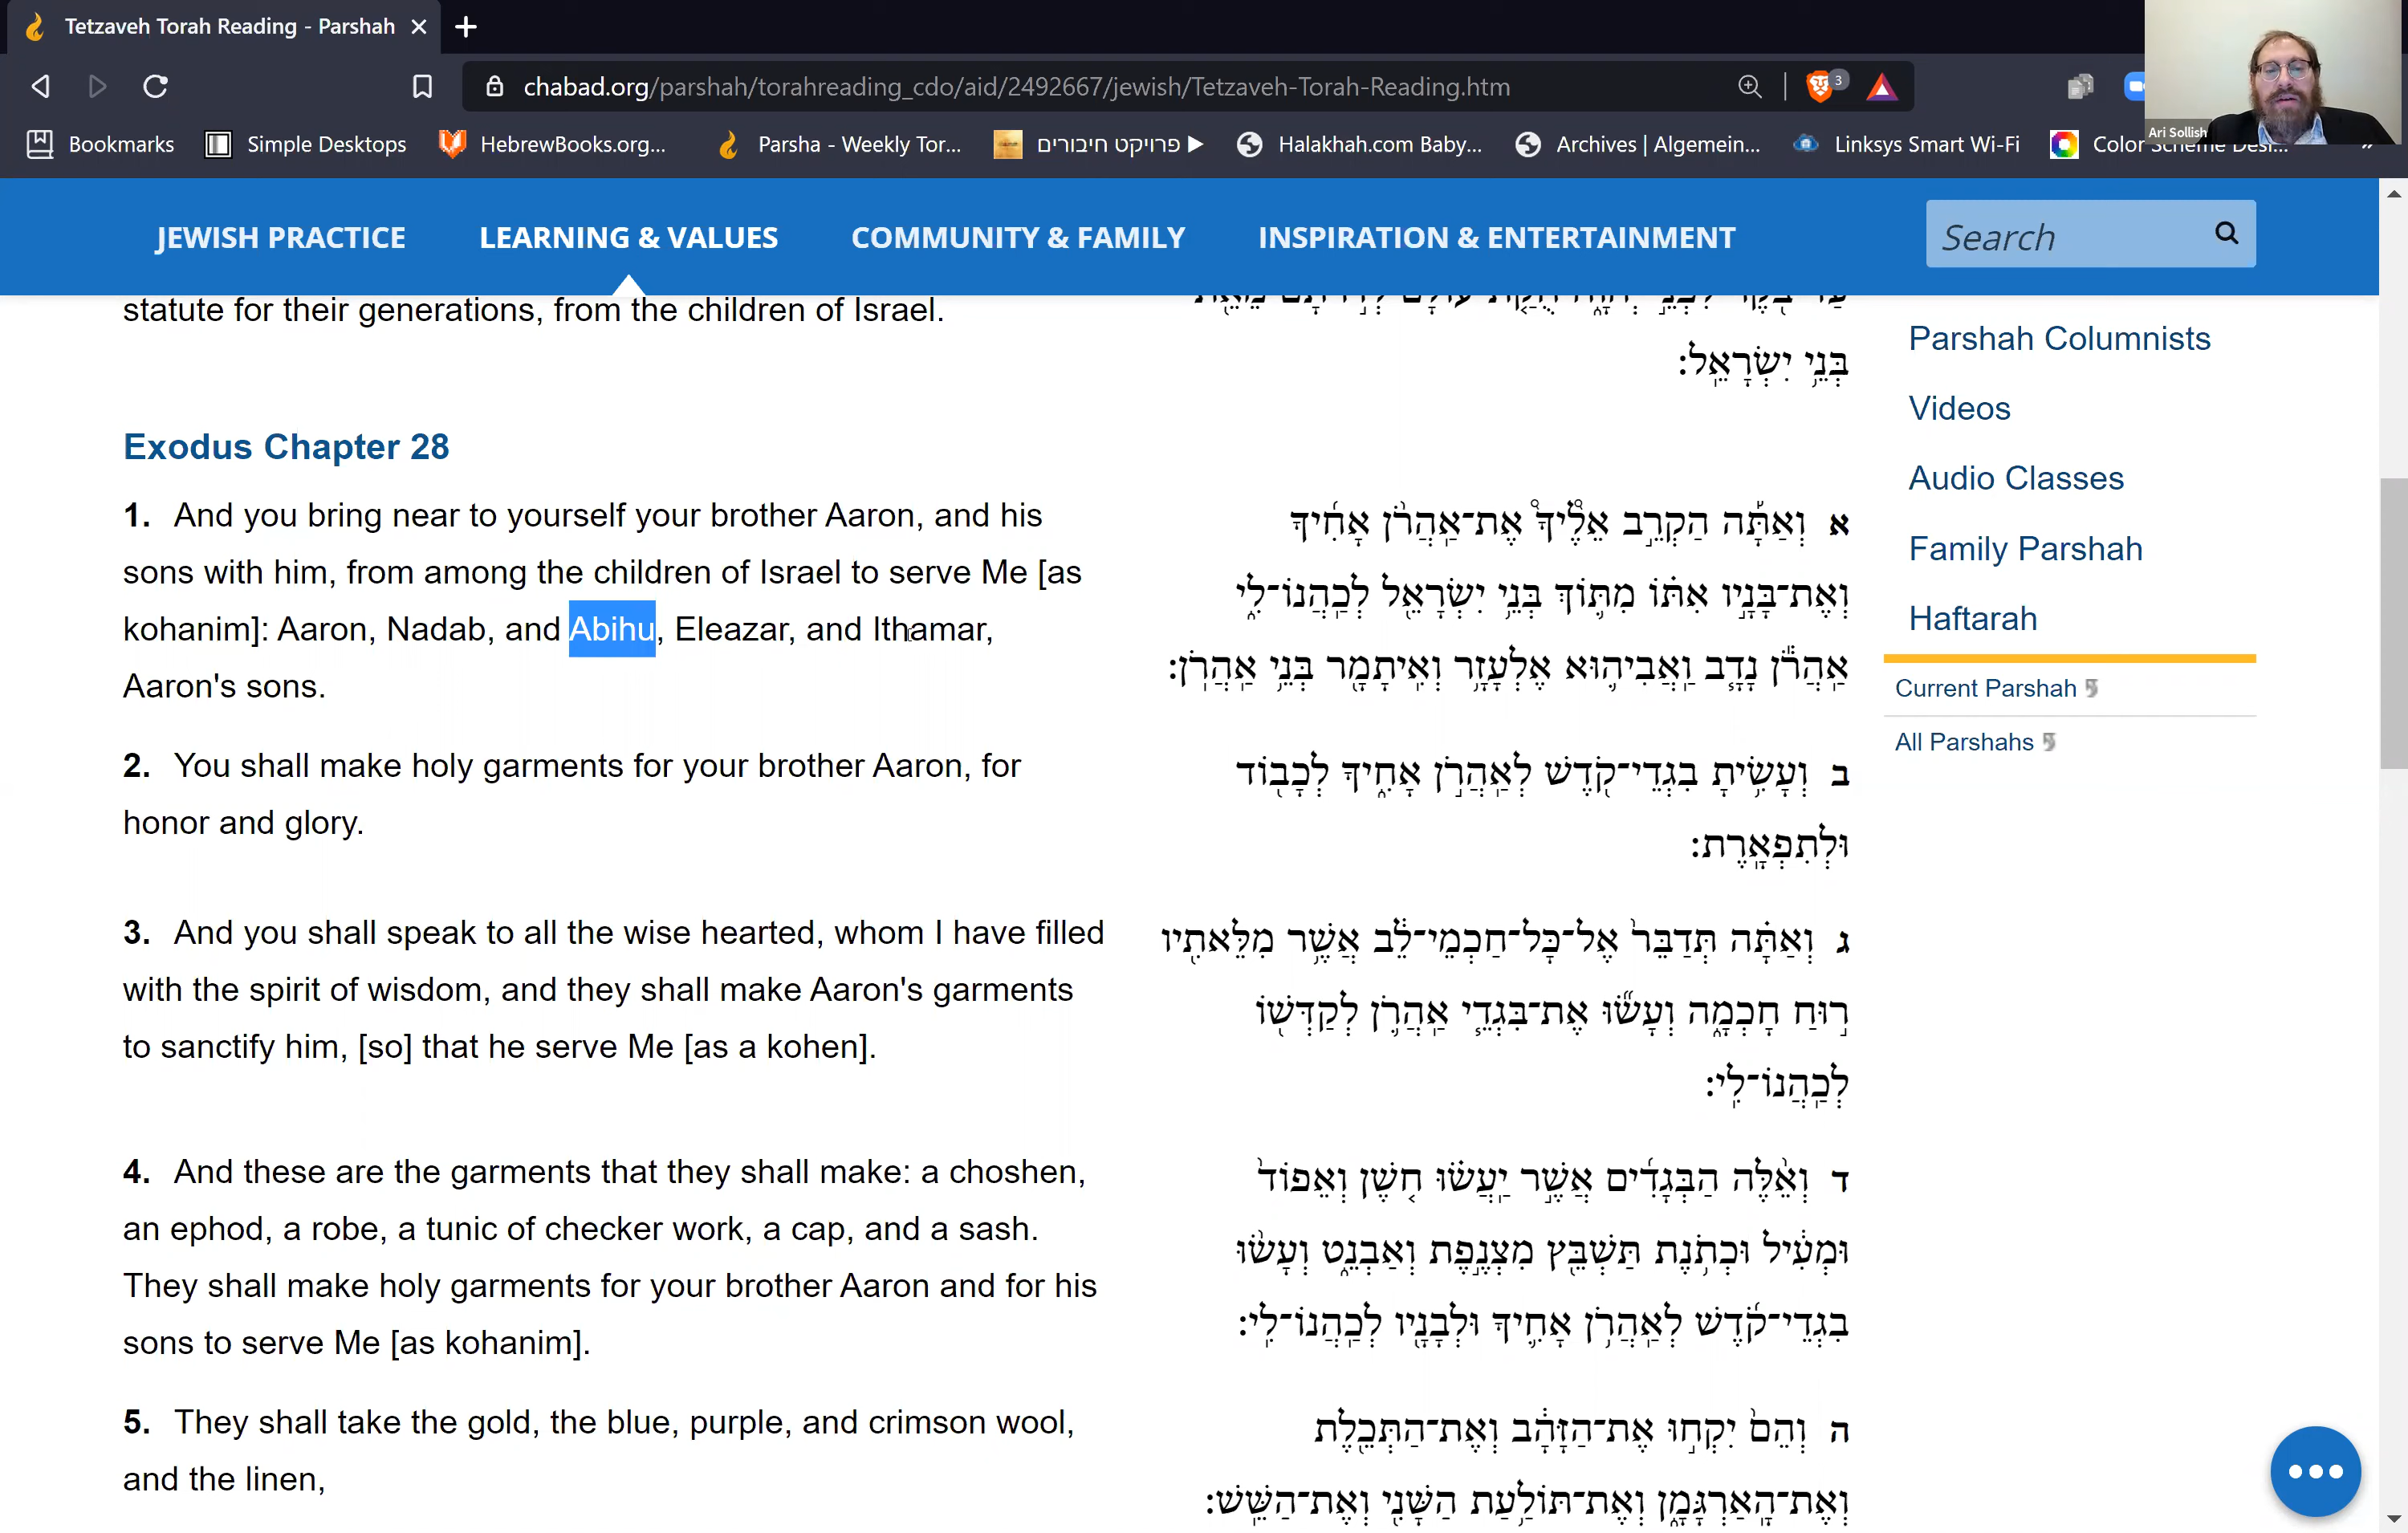 Tetzaveh Torah Reading - Parshah
chabad.org/parshah/torahreading_cdo/aid/2492667/jewish/Tetzaveh-Torah-Reading.htm
3
Ari Sollish
Bookmarks
Simple Desktops
HebrewBooks.org...
Parsha - Weekly Tor...
פרויקט חיבורים
Halakhah.com Baby...
Archives | Algemein...
Linksys Smart Wi-Fi
Color Scheme Desi...
JEWISH PRACTICE
LEARNING & VALUES
COMMUNITY & FAMILY
INSPIRATION & ENTERTAINMENT
Search
statute for their generations, from the children of Israel.
בְּנֵ֥י יִשְׂרָאֵֽל:
Exodus Chapter 28
1. And you bring near to yourself your brother Aaron, and his
sons with him, from among the children of Israel to serve Me [as
kohanim]: Aaron, Nadab, and Abihu, Eleazar, and Ithamar,
Aaron's sons.
א וְאַתָּ֡ה הַקְרֵ֣ב אֵלֶ֩יךָ֩ אֶת־אַֽהֲרֹ֨ן אָחִ֜יךָ
וְאֶת־בָּנָ֣יו אִתּ֗וֹ מִתּ֛וֹךְ בְּנֵ֥י יִשְׂרָאֵ֖ל לְכַֽהֲנוֹ־לִ֑י
אַֽהֲרֹ֕ן נָדָ֧ב וַֽאֲבִיה֛וּא אֶלְעָזָ֥ר וְאִֽיתָמָ֖ר בְּנֵ֥י אַֽהֲרֹֽן:
2. You shall make holy garments for your brother Aaron, for
honor and glory.
ב וְעָשִׂ֥יתָ בִגְדֵי־קֹ֖דֶשׁ לְאַֽהֲרֹ֣ן אָחִ֑יךָ לְכָב֖וֹד
וּלְתִפְאָֽרֶת:
3. And you shall speak to all the wise hearted, whom I have filled
with the spirit of wisdom, and they shall make Aaron's garments
to sanctify him, [so] that he serve Me [as a kohen].
ג וְאַתָּ֗ה תְּדַבֵּר֙ אֶל־כָּל־חַכְמֵי־לֵ֔ב אֲשֶׁ֥ר מִלֵּאתִ֖יו
ר֣וּחַ חָכְמָ֑ה וְעָשׂ֞וּ אֶת־בִּגְדֵ֧י אַֽהֲרֹ֛ן לְקַדְּשׁ֖וֹ
לְכַֽהֲנוֹ־לִֽי:
4. And these are the garments that they shall make: a choshen,
an ephod, a robe, a tunic of checker work, a cap, and a sash.
They shall make holy garments for your brother Aaron and for his
sons to serve Me [as kohanim].
ד וְאֵ֨לֶּה הַבְּגָדִ֜ים אֲשֶׁ֣ר יַֽעֲשׂ֗וּ חֹ֤שֶׁן וְאֵפוֹד֙
וּמְעִ֔יל וּכְתֹ֥נֶת תַּשְׁבֵּ֖ץ מִצְנֶ֣פֶת וְאַבְנֵ֑ט וְעָשׂ֨וּ
בִגְדֵי־קֹ֜דֶשׁ לְאַֽהֲרֹ֥ן אָחִ֛יךָ וּלְבָנָ֖יו לְכַֽהֲנוֹ־לִֽי:
5. They shall take the gold, the blue, purple, and crimson wool,
and the linen,
ה וְהֵם֙ יִקְח֣וּ אֶת־הַזָּהָ֔ב וְאֶת־הַתְּכֵ֖לֶת
וְאֶת־הָֽאַרְגָּמָ֑ן וְאֶת־תּוֹלַ֥עַת הַשָּׁנִ֖י וְאֶת־הַשֵּֽׁשׁ:
Parshah Columnists
Videos
Audio Classes
Family Parshah
Haftarah
Current Parshah
All Parshahs